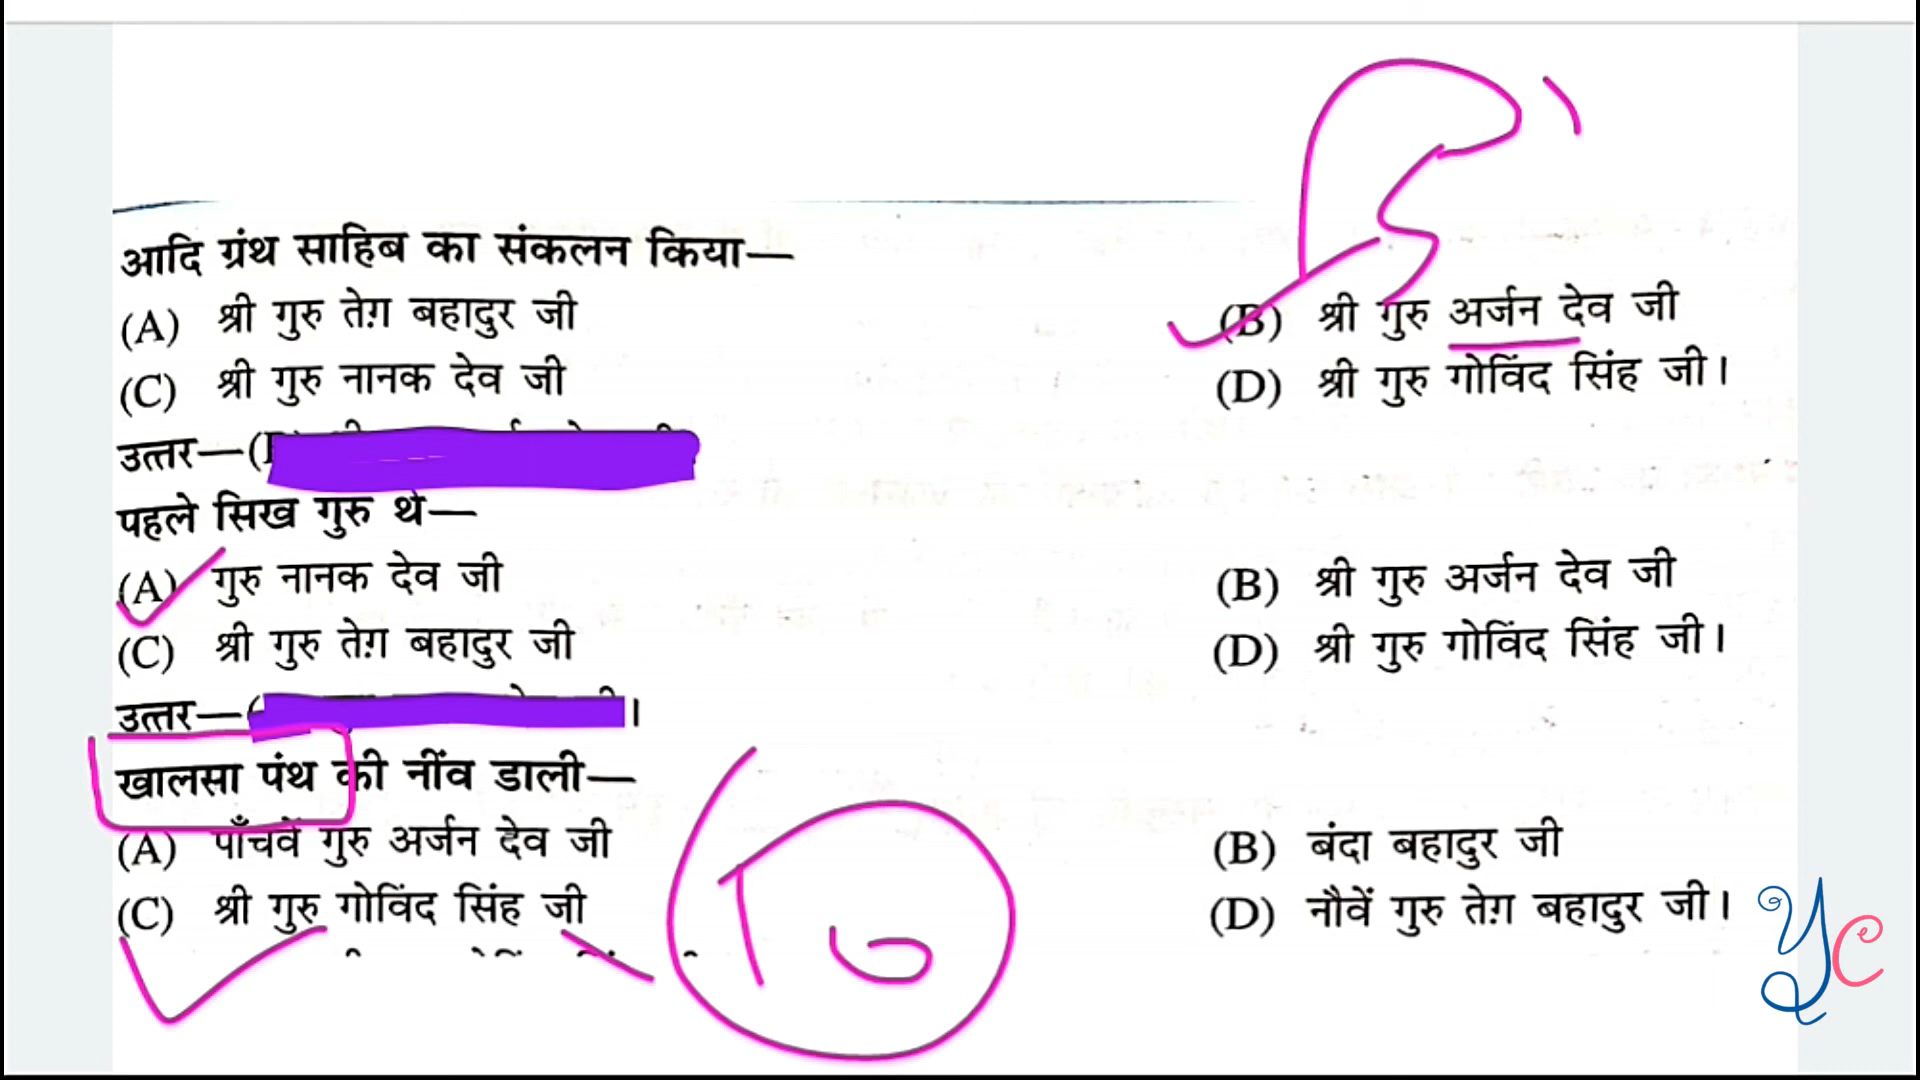 आदि ग्रंथ साहिब का संकलन किया—
(A) श्री गुरु तेग़ बहादुर जी (B) श्री गुरु अर्जन देव जी
(C) श्री गुरु नानक देव जी (D) श्री गुरु गोविंद सिंह जी।
उत्तर—(
पहले सिख गुरु थे—
(A) गुरु नानक देव जी (B) श्री गुरु अर्जन देव जी
(C) श्री गुरु तेग़ बहादुर जी (D) श्री गुरु गोविंद सिंह जी।
उत्तर—( ।
खालसा पंथ की नींव डाली—
(A) पाँचवें गुरु अर्जन देव जी (B) बंदा बहादुर जी
(C) श्री गुरु गोविंद सिंह जी (D) नौवें गुरु तेग़ बहादुर जी।
YC